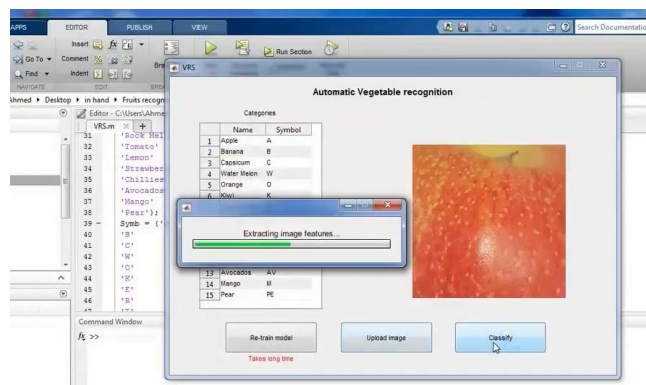 APPS EDITOR PUBLISH VIEW
Search Documentatio
Insert fx
Go To Comment %
Find Indent
Run Section
NAVIGATE EDIT
Ahmed ▸ Desktop ▸ in hand ▸ Fruits recogn
Editor - C:\Users\Ahme
VRS.m +
31 'Rock Mel
32 'Tomato'
33 'Lemon'
34 'Strawber
35 'Chillies
36 'Avocados
37 'Mango'
38 'Pear'};
39 - Symb = {'
40 'B'
41 'C'
42 'W'
43 'O'
44 'K'
45 'E'
46 'R'
Command Window
fx >>
VRS
Automatic Vegetable recognition
Categories
Name Symbol
1 Apple A
2 Banana B
3 Capsicum C
4 Water Melon W
5 Orange O
6 Kiwi K
Extracting image features...
13 Avocados AV
14 Mango M
15 Pear PE
Re-train model
Upload image
Classify
Takes long time